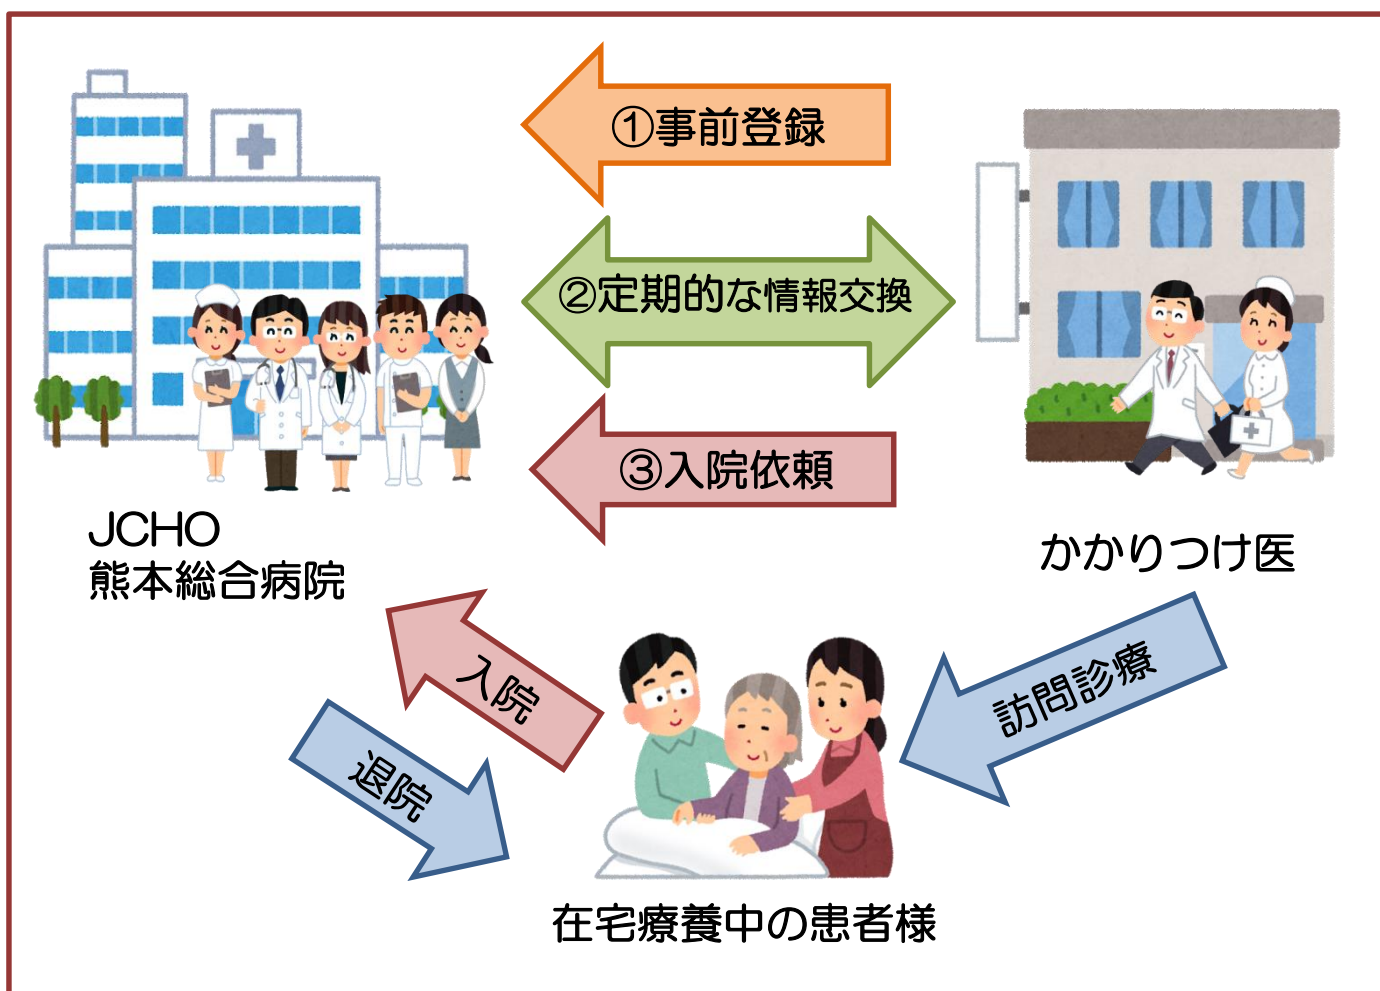 ①事前登録
②定期的な情報交換
③入院依頼
JCHO
熊本総合病院
かかりつけ医
入院
訪問診療
退院
在宅療養中の患者様